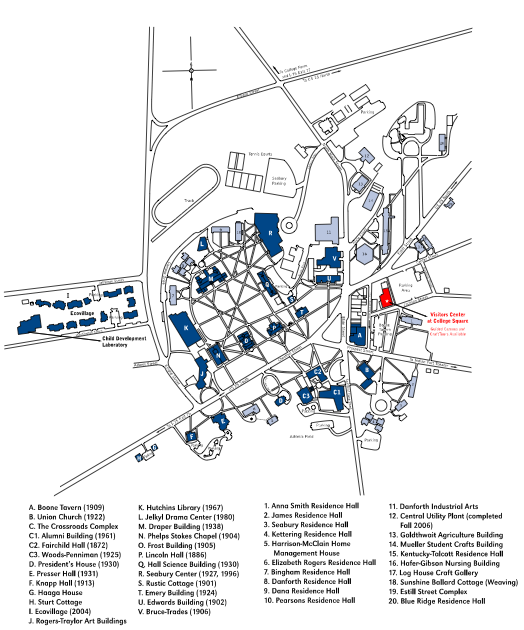 Parking
Tennis Courts
Seabury
Parking
Track
R
11
L
V
U
M
Q
S
T
K
P
D
N
A
B
C2
C3
C1
E
F
I
Ecovillage
Child Development
Laboratory
Parking
Area
Visitors Center
at College Square
Parking
A. Boone Tavern (1909)
B. Union Church (1922)
C. The Crossroads Complex
C1. Alumni Building (1961)
C2. Fairchild Hall (1872)
C3. Woods-Penniman (1925)
D. President's House (1930)
E. Presser Hall (1931)
F. Knapp Hall (1913)
G. Haaga House
H. Sturt Cottage
I. Ecovillage (2004)
J. Rogers-Traylor Art Buildings
K. Hutchins Library (1967)
L. Jelkyl Drama Center (1980)
M. Draper Building (1938)
N. Phelps Stokes Chapel (1904)
O. Frost Building (1905)
P. Lincoln Hall (1886)
Q, Hall Science Building (1930)
R. Seabury Center (1927, 1996)
S. Rustic Cottage (1901)
T. Emery Building (1924)
U. Edwards Building (1902)
V. Bruce-Trades (1906)
1. Anna Smith Residence Hall
2. James Residence Hall
3. Seabury Residence Hall
4. Kettering Residence Hall
5. Harrison-McClain Home
Management House
6. Elizabeth Rogers Residence Hall
7. Bingham Residence Hall
8. Danforth Residence Hall
9. Dana Residence Hall
10. Pearsons Residence Hall
11. Danforth Industrial Arts
12. Central Utility Plant (completed
Fall 2006)
13. Goldthwait Agriculture Building
14. Mueller Student Crafts Building
15. Kentucky-Talcott Residence Hall
16. Hafer-Gibson Nursing Building
17. Log House Craft Gallery
18. Sunshine Ballard Cottage (Weaving)
19. Estill Street Complex
20. Blue Ridge Residence Hall